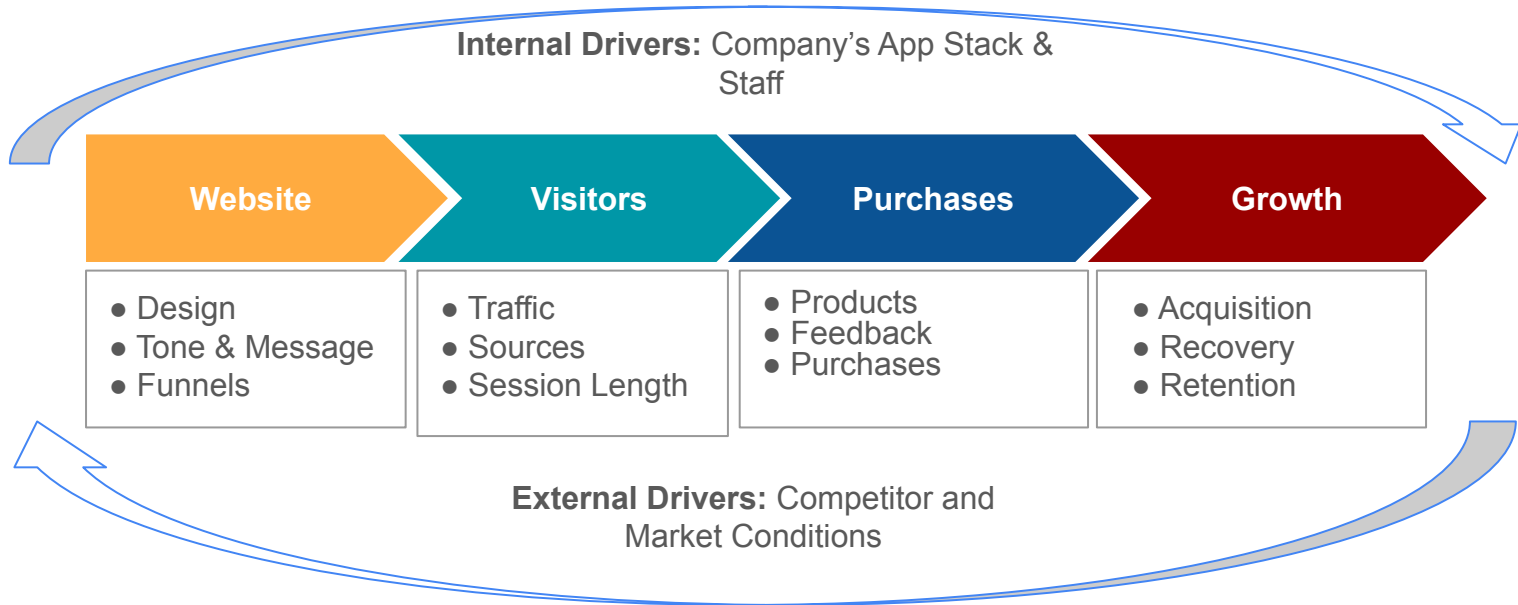 Internal Drivers: Company’s App Stack &
Staff
Website
Visitors
Purchases
Growth
● Design
● Tone & Message
● Funnels
● Traffic
● Sources
● Session Length
● Products
● Feedback
● Purchases
● Acquisition
● Recovery
● Retention
External Drivers: Competitor and
Market Conditions